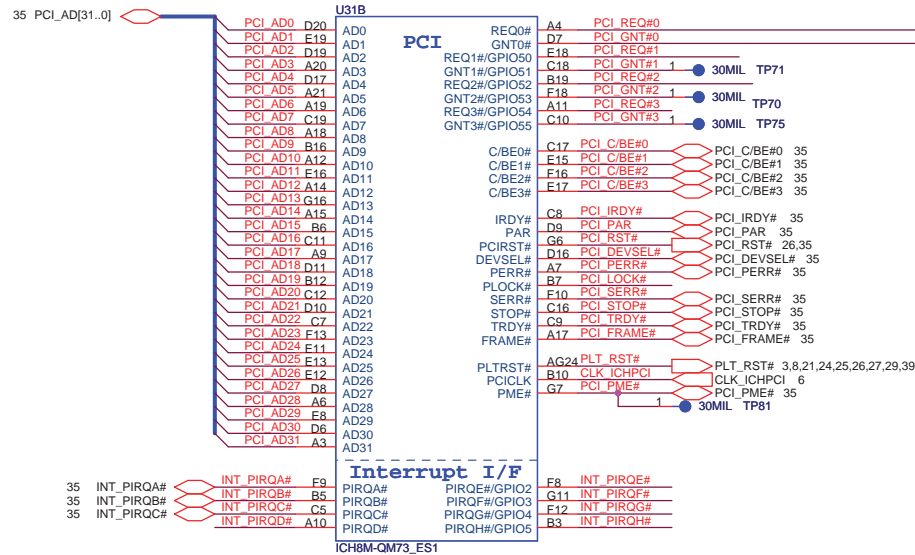 U31B
35 PCI_AD[31..0]
PCI
PCI_AD0 D20 AD0 REQ0# A4 PCI_REQ#0
PCI_AD1 E19 AD1 GNT0# D7 PCI_GNT#0
PCI_AD2 D19 AD2 REQ1#/GPIO50 E18 PCI_REQ#1
PCI_AD3 A20 AD3 GNT1#/GPIO51 C18 PCI_GNT#1 1 30MIL TP71
PCI_AD4 D17 AD4 REQ2#/GPIO52 B19 PCI_REQ#2
PCI_AD5 A21 AD5 GNT2#/GPIO53 F18 PCI_GNT#2 1 30MIL TP70
PCI_AD6 A19 AD6 REQ3#/GPIO54 A11 PCI_REQ#3
PCI_AD7 C19 AD7 GNT3#/GPIO55 C10 PCI_GNT#3 1 30MIL TP75
PCI_AD8 A18 AD8
PCI_AD9 B16 AD9 C/BE0# C17 PCI_C/BE#0 PCI_C/BE#0 35
PCI_AD10 A12 AD10 C/BE1# E15 PCI_C/BE#1 PCI_C/BE#1 35
PCI_AD11 E16 AD11 C/BE2# F16 PCI_C/BE#2 PCI_C/BE#2 35
PCI_AD12 A14 AD12 C/BE3# E17 PCI_C/BE#3 PCI_C/BE#3 35
PCI_AD13 G16 AD13
PCI_AD14 A15 AD14 IRDY# C8 PCI_IRDY# PCI_IRDY# 35
PCI_AD15 B6 AD15 PAR D9 PCI_PAR PCI_PAR 35
PCI_AD16 C11 AD16 PCIRST# G6 PCI_RST# PCI_RST# 26,35
PCI_AD17 A9 AD17 DEVSEL# D16 PCI_DEVSEL# PCI_DEVSEL# 35
PCI_AD18 D11 AD18 PERR# A7 PCI_PERR# PCI_PERR# 35
PCI_AD19 B12 AD19 PLOCK# B7 PCI_LOCK#
PCI_AD20 C12 AD20 SERR# F10 PCI_SERR# PCI_SERR# 35
PCI_AD21 D10 AD21 STOP# C16 PCI_STOP# PCI_STOP# 35
PCI_AD22 C7 AD22 TRDY# C9 PCI_TRDY# PCI_TRDY# 35
PCI_AD23 F13 AD23 FRAME# A17 PCI_FRAME# PCI_FRAME# 35
PCI_AD24 E11 AD24
PCI_AD25 E13 AD25 PLTRST# AG24 PLT_RST# PLT_RST# 3,8,21,24,25,26,27,29,39
PCI_AD26 E12 AD26 PCICLK B10 CLK_ICHPCI CLK_ICHPCI 6
PCI_AD27 D8 AD27 PME# G7 PCI_PME# PCI_PME# 35
PCI_AD28 A6 AD28 1 30MIL TP81
PCI_AD29 E8 AD29
PCI_AD30 D6 AD30
PCI_AD31 A3 AD31
Interrupt I/F
35 INT_PIRQA# INT_PIRQA# F9 PIRQA# PIRQE#/GPIO2 F8 INT_PIRQE#
35 INT_PIRQB# INT_PIRQB# B5 PIRQB# PIRQF#/GPIO3 G11 INT_PIRQF#
35 INT_PIRQC# INT_PIRQC# C5 PIRQC# PIRQG#/GPIO4 F12 INT_PIRQG#
INT_PIRQD# A10 PIRQD# PIRQH#/GPIO5 B3 INT_PIRQH#
ICH8M-QM73_ES1